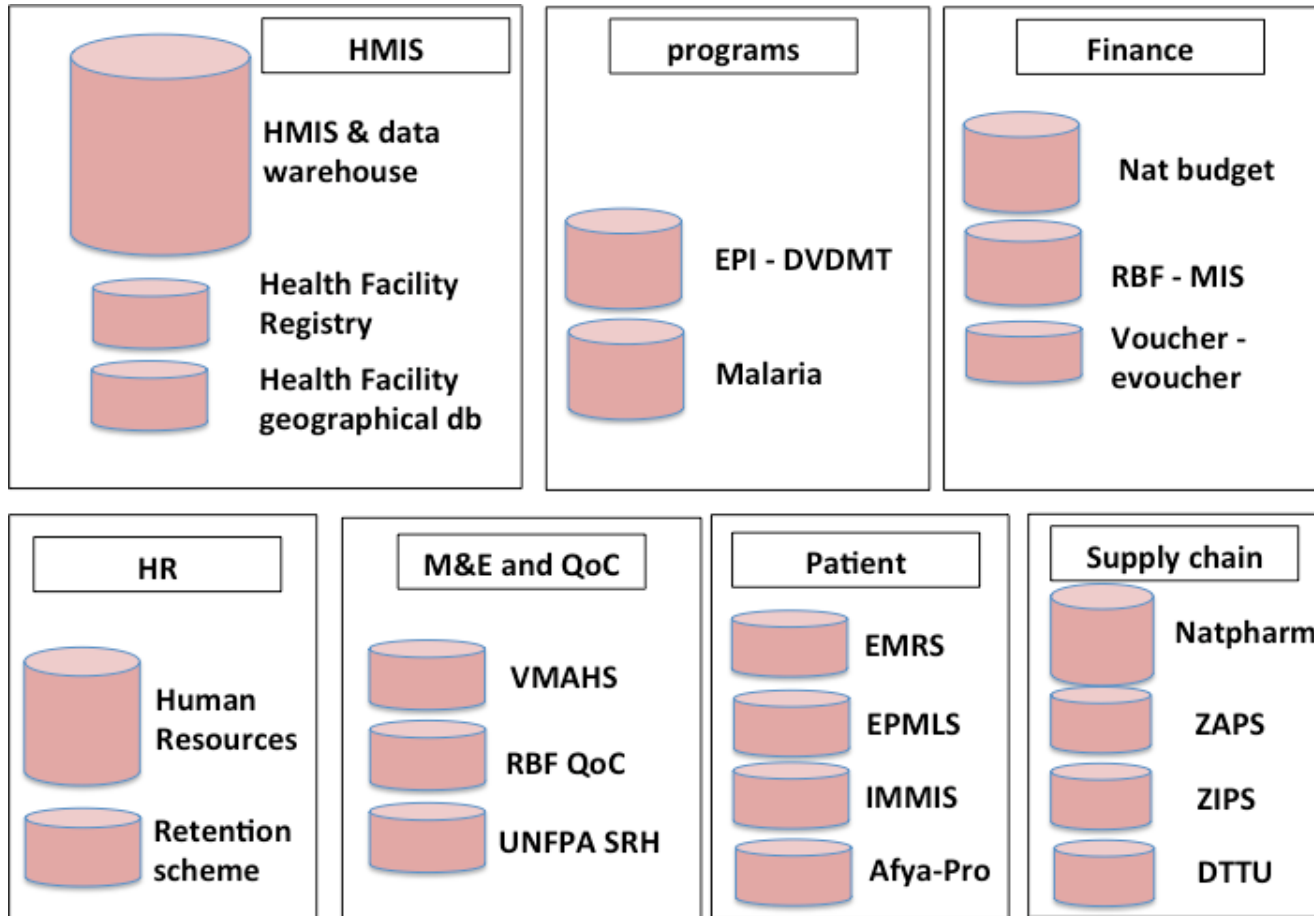 HMIS
HMIS & data
warehouse
Health Facility
Registry
Health Facility
geographical db
programs
EPI - DVDMT
Malaria
Finance
Nat budget
RBF - MIS
Voucher -
evoucher
HR
Human
Resources
Retention
scheme
M&E and QoC
VMAHS
RBF QoC
UNFPA SRH
Patient
EMRS
EPMLS
IMMIS
Afya-Pro
Supply chain
Natpharm
ZAPS
ZIPS
DTTU